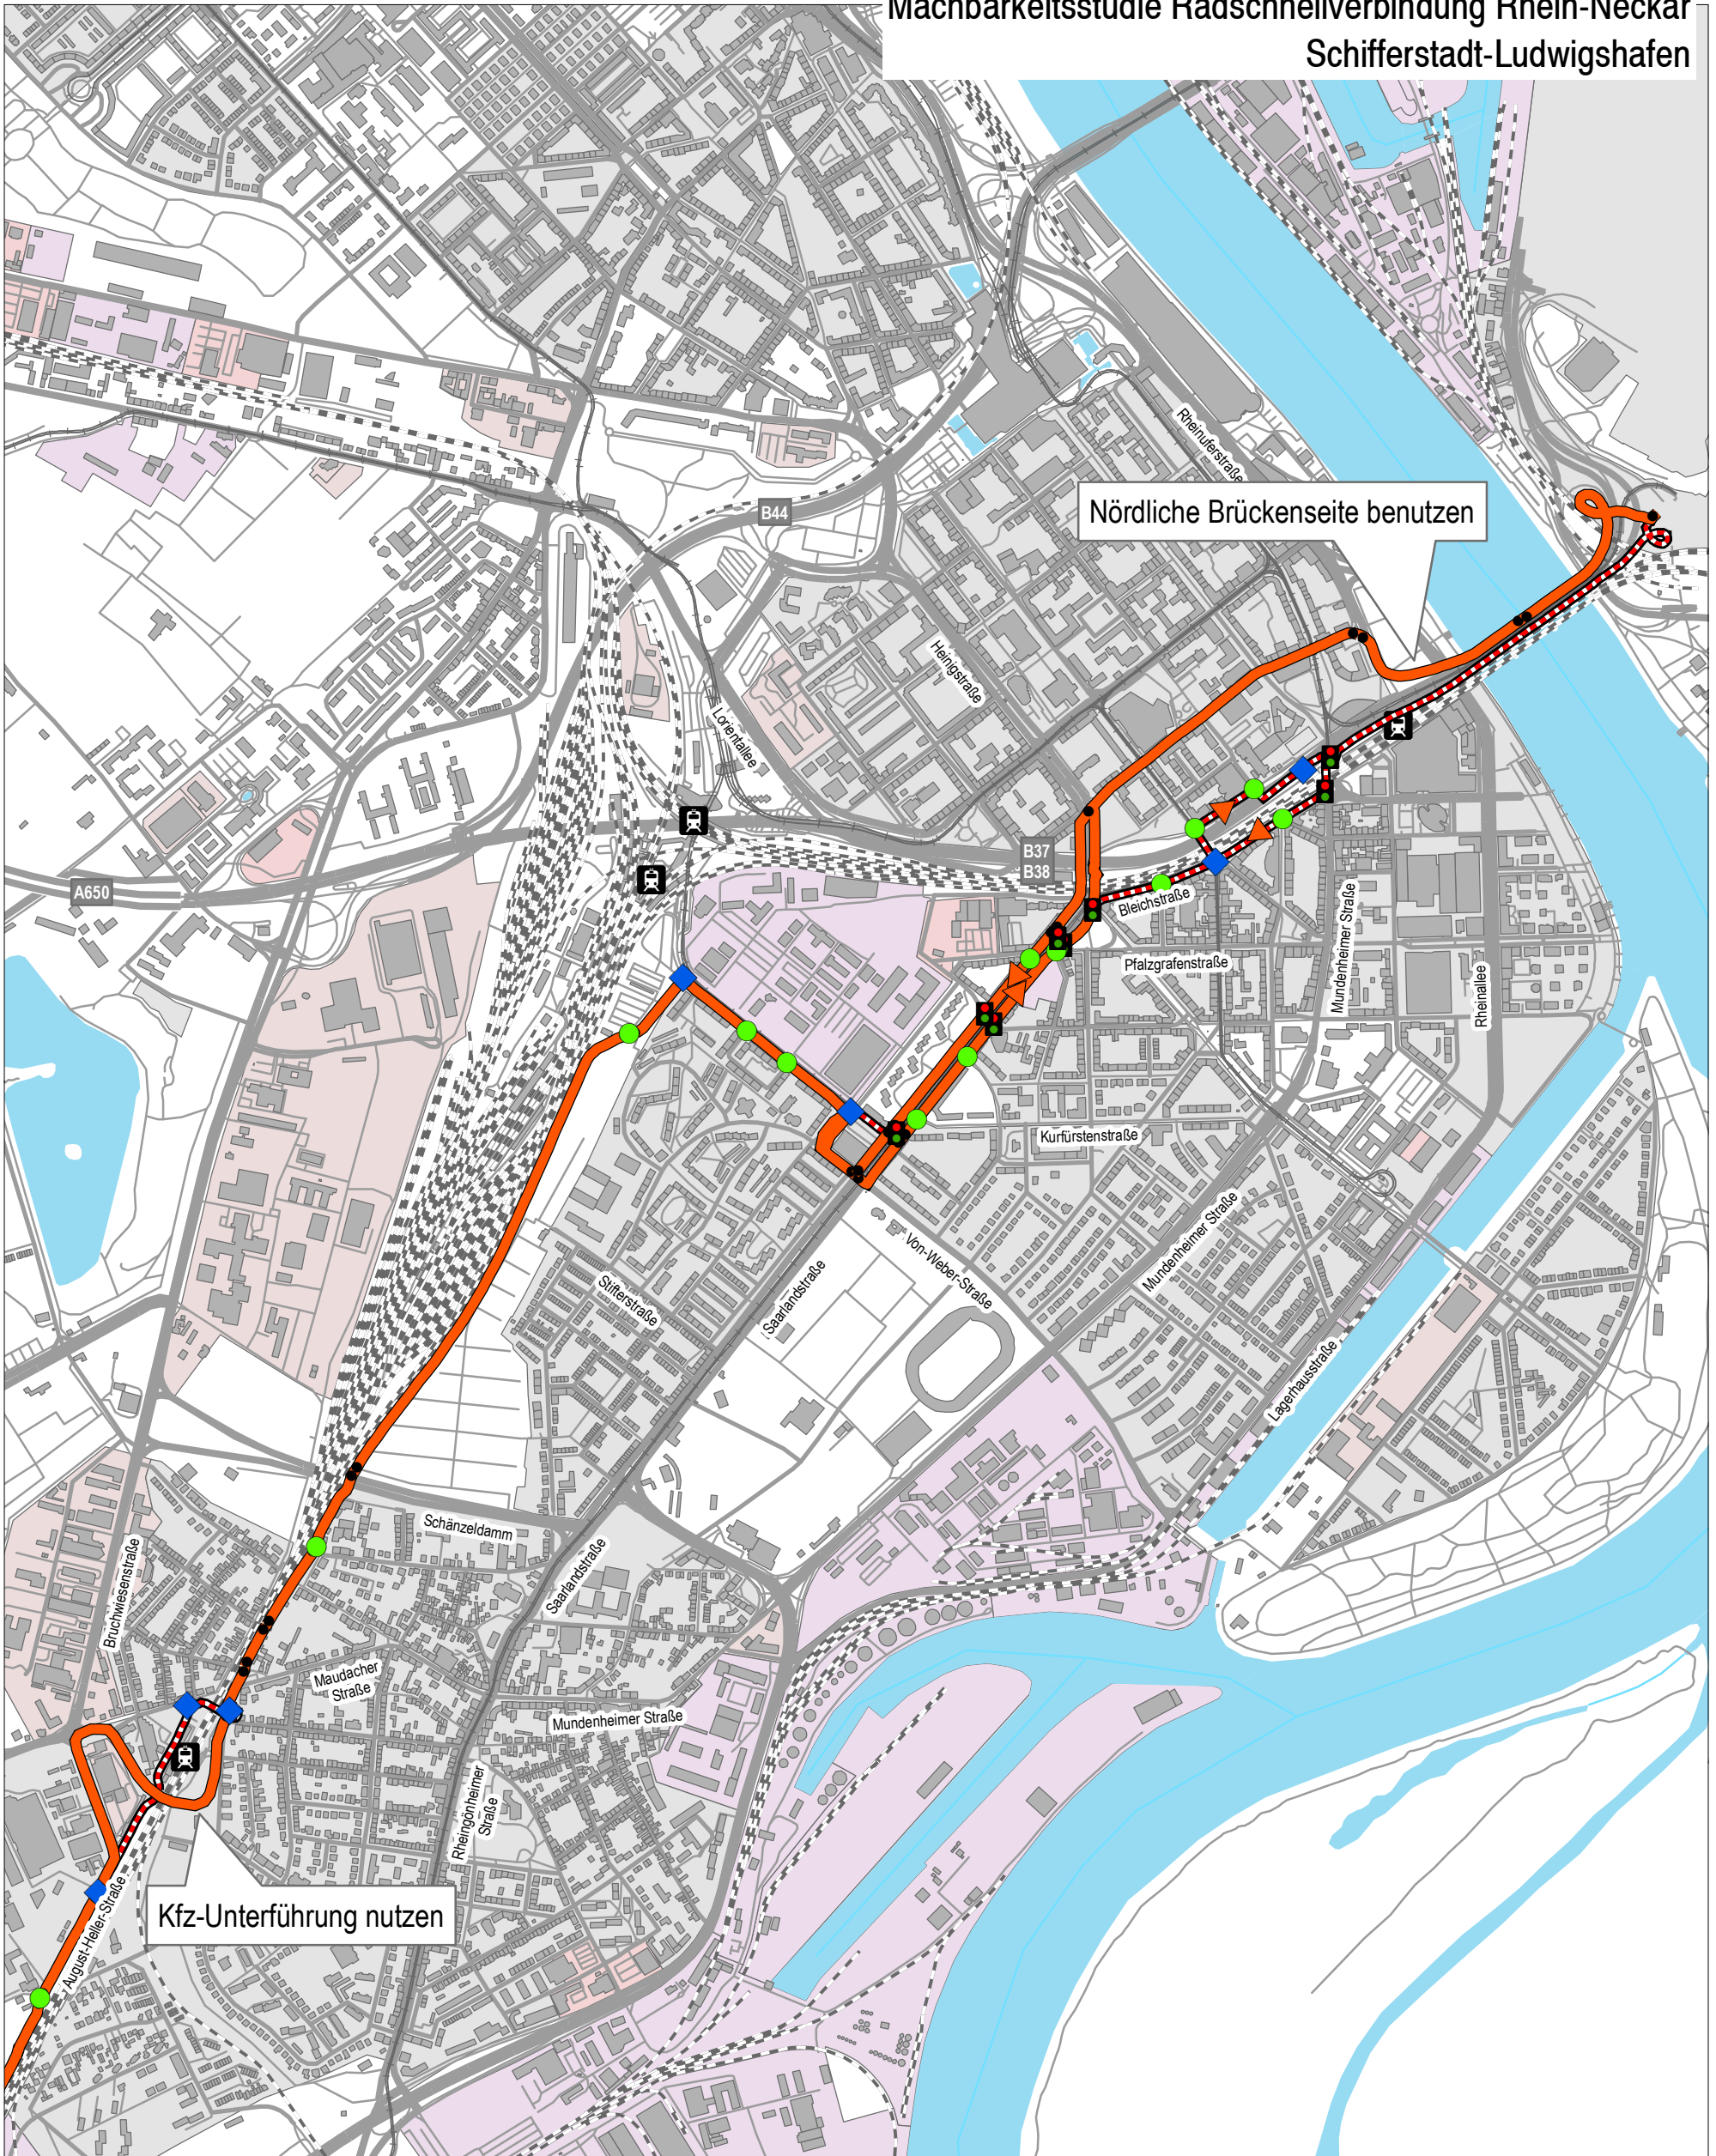 Machbarkeitsstudie Radschnellverbindung Rhein-Neckar
Schifferstadt-Ludwigshafen
Rheinuferstraße
B44
Nördliche Brückenseite benutzen
Heinigstraße
Lorientallee
B37
B38
A650
Bleichstraße
Mundenheimer Straße
Pfalzgrafenstraße
Rheinallee
Kurfürstenstraße
Mundenheimer Straße
Von-Weber-Straße
Stifterstraße
Saarlandstraße
Lagerhausstraße
Schänzeldamm
Saarlandstraße
Bruchwiesenstraße
Maudacher
Straße
Mundenheimer Straße
Rheingönheimer
Straße
August-Heller-Straße
Kfz-Unterführung nutzen